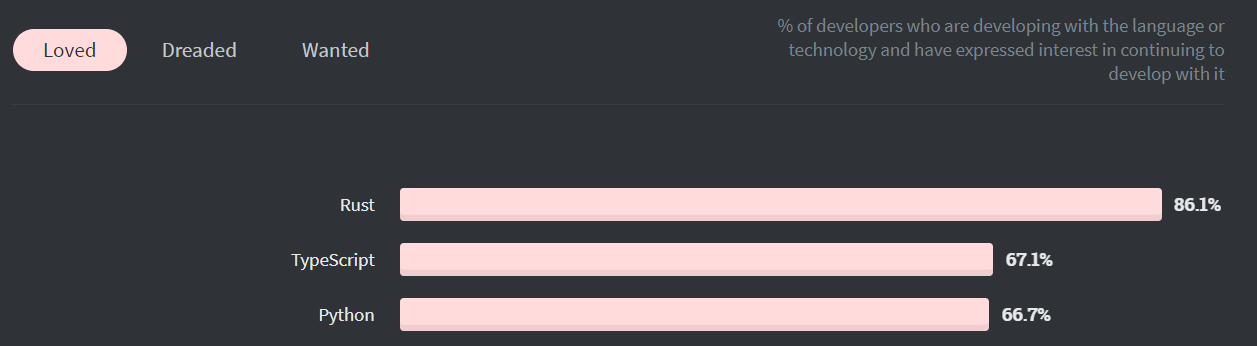 Loved Dreaded Wanted
% of developers who are developing with the language or
technology and have expressed interest in continuing to
develop with it
Rust 86.1%
TypeScript 67.1%
Python 66.7%